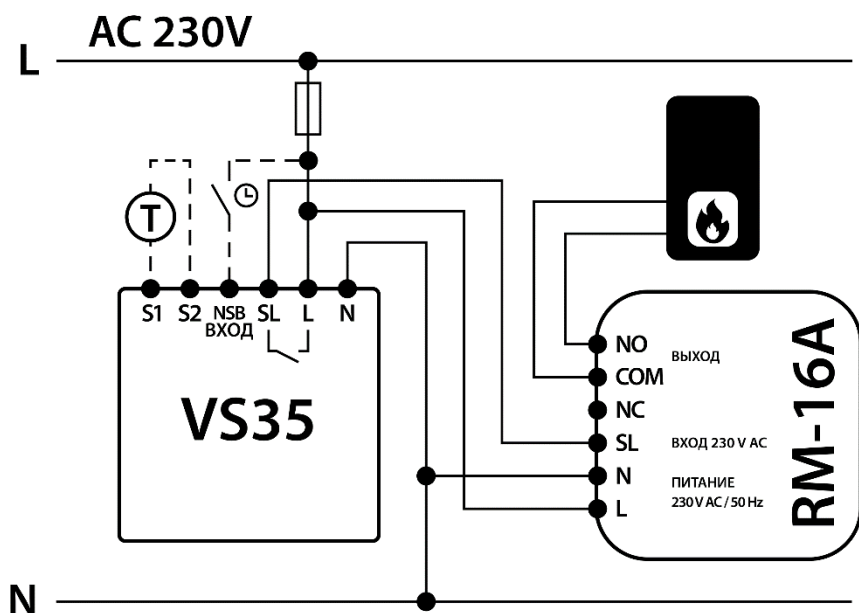 AC 230V
L
T
S1 S2 NSB ВХОД SL L N
VS35
NO
ВЫХОД
COM
NC
SL ВХОД 230 V AC
N ПИТАНИЕ
L 230 V AC / 50 Hz
RM-16A
N